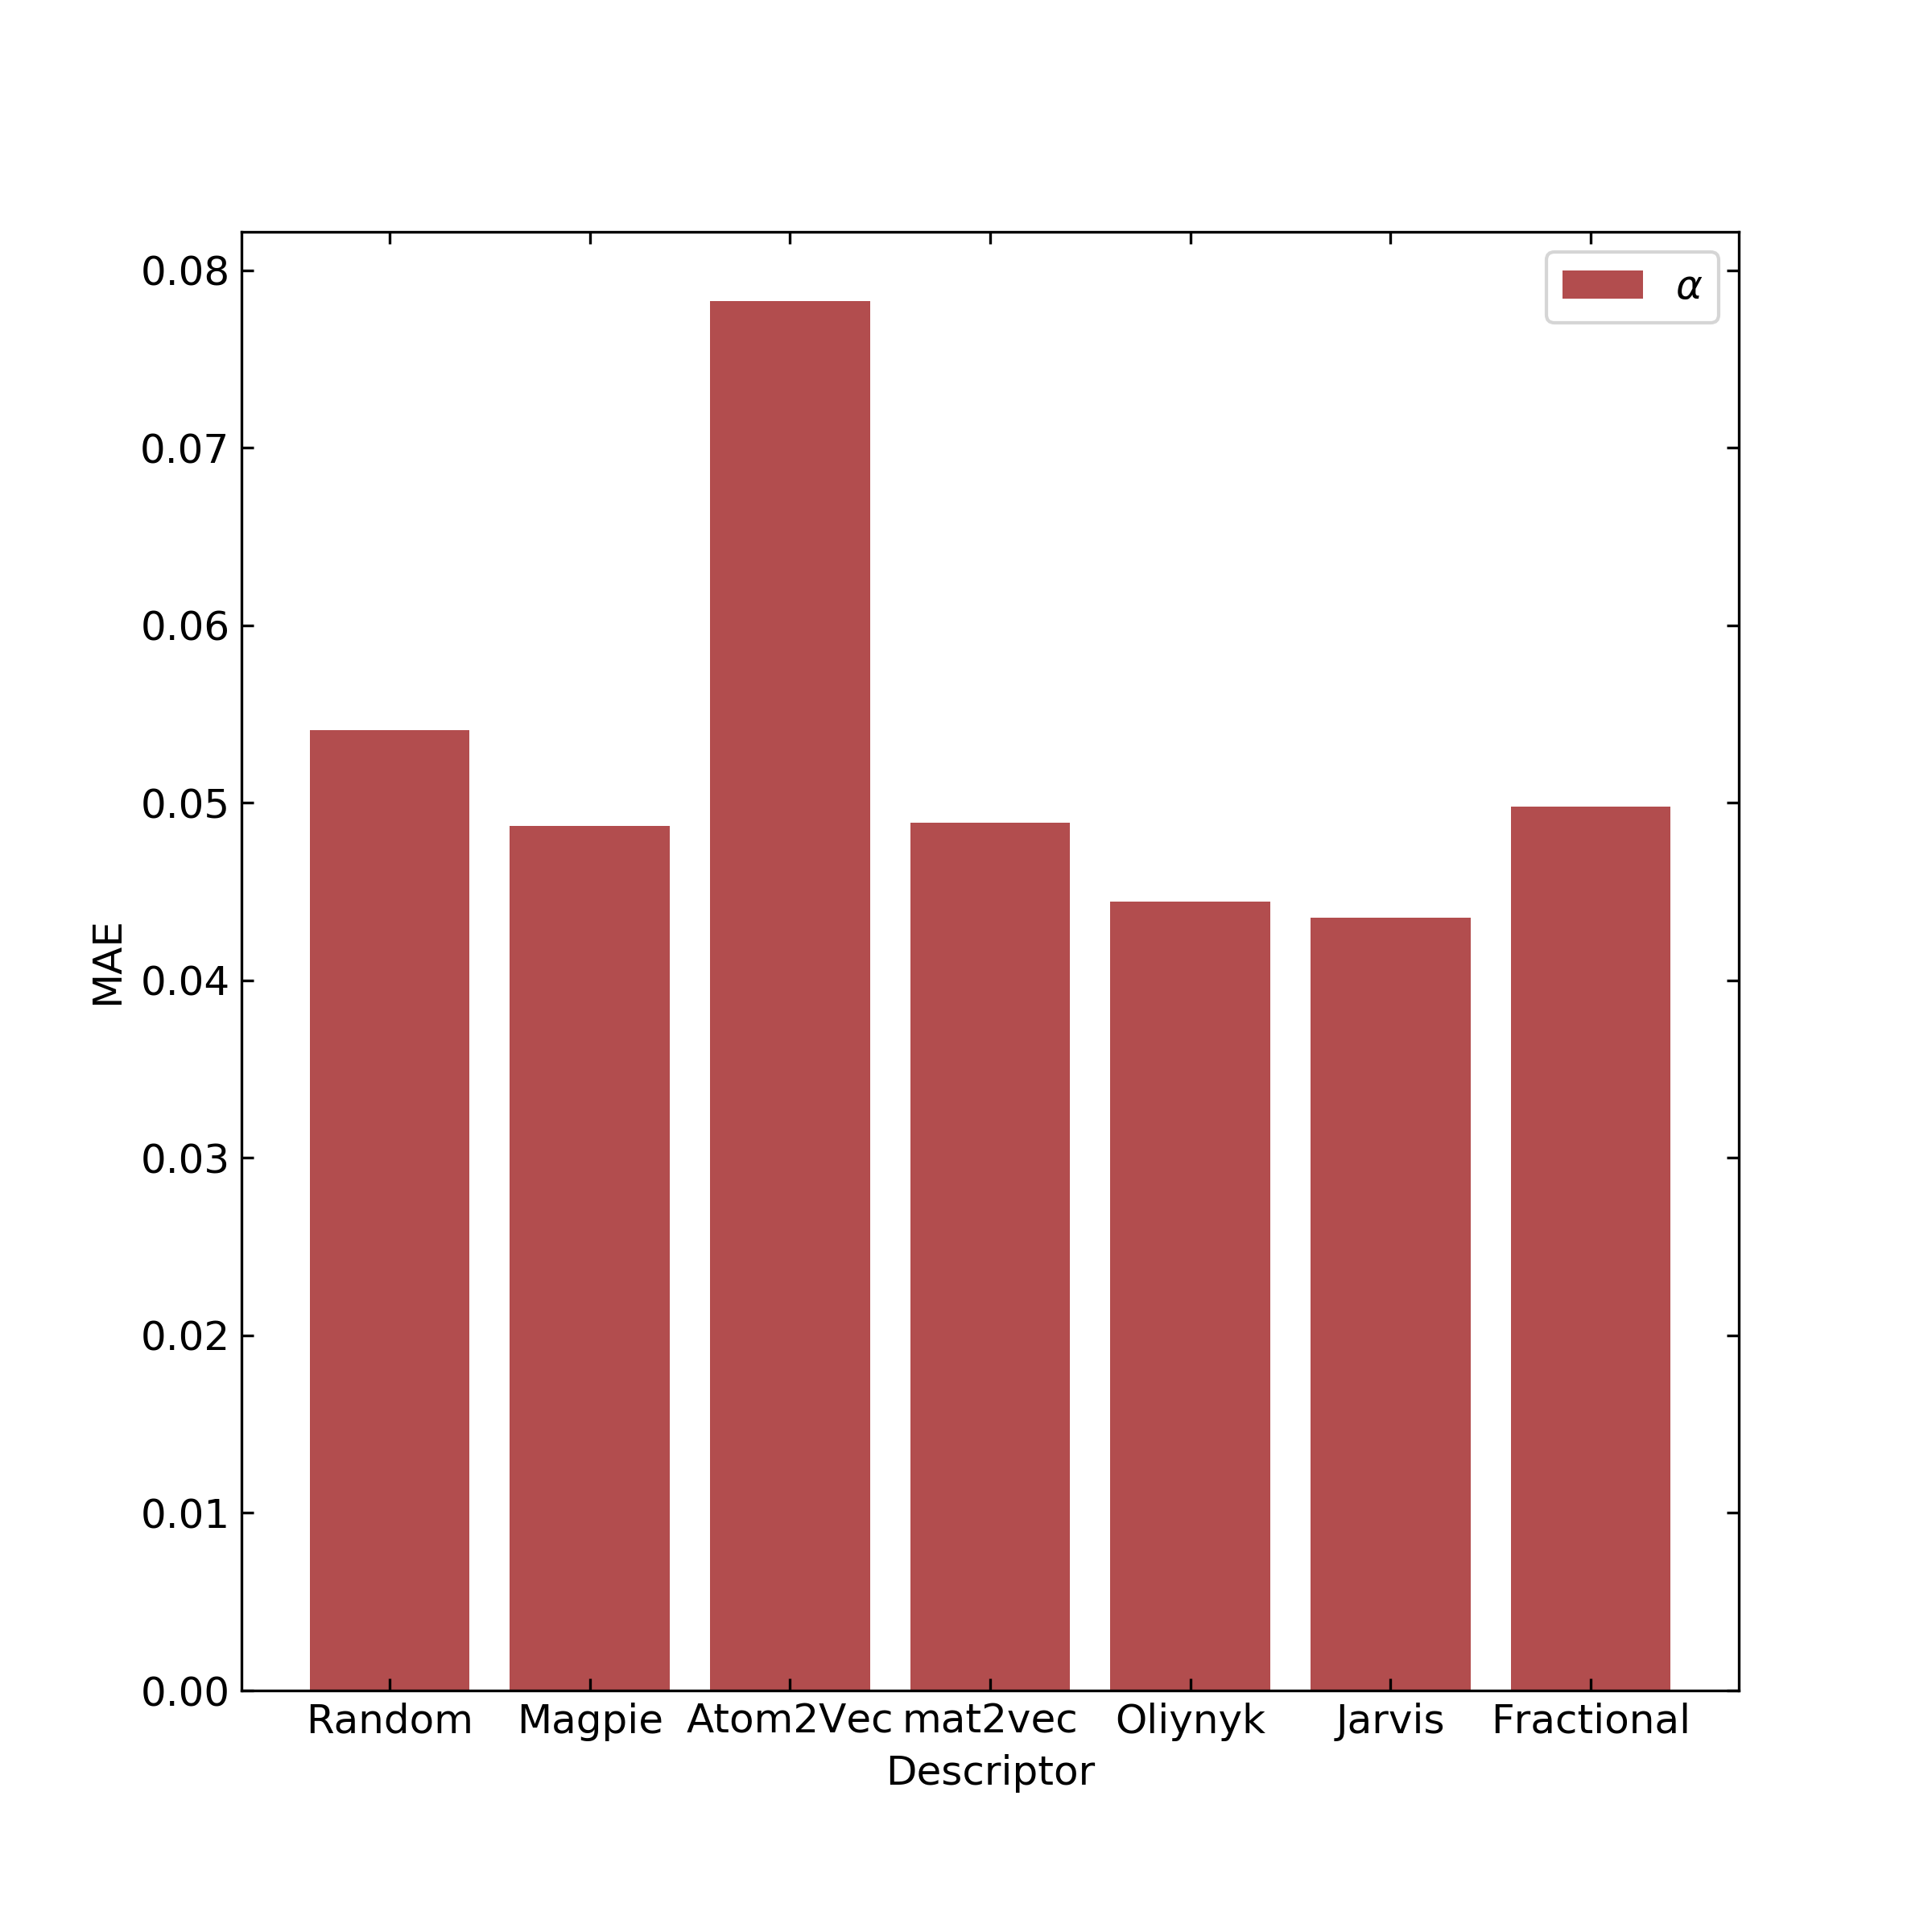 α
0.08
0.07
0.06
0.05
0.04
0.03
0.02
0.01
0.00
MAE
Random Magpie Atom2Vec mat2vec Oliynyk Jarvis Fractional
Descriptor